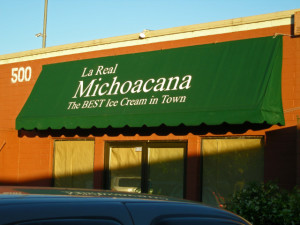 500
La Real
Michoacana
The BEST Ice Cream in Town